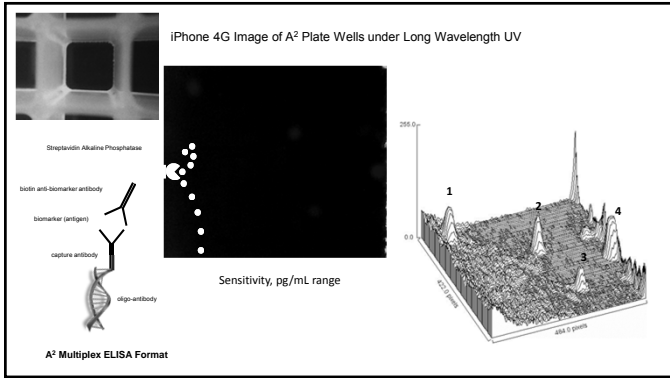 iPhone 4G Image of A² Plate Wells under Long Wavelength UV
Streptavidin Alkaline Phosphatase
biotin anti-biomarker antibody
biomarker (antigen)
capture antibody
oligo-antibody
A² Multiplex ELISA Format
Sensitivity, pg/mL range
255.0
0.0
1
2
3
4
422.0 pixels
484.0 pixels